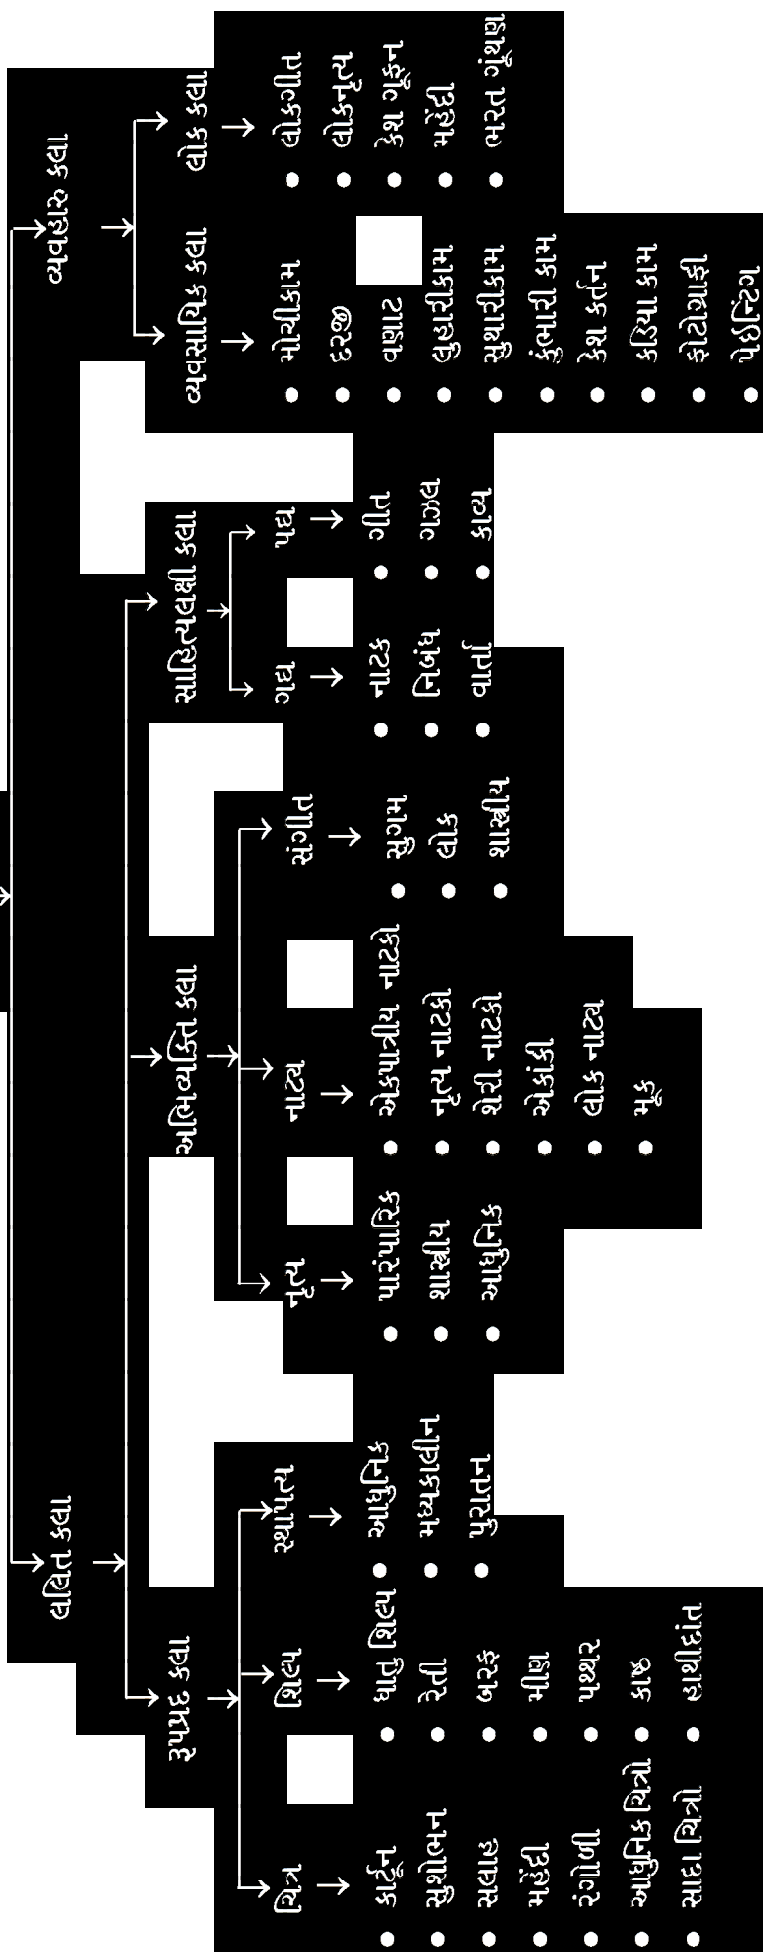 લલિત કલા
વ્યવહારુ કલા
રૂપપ્રદ કલા
અભિવ્યક્તિ કલા
સાહિત્યલક્ષી કલા
વ્યવસાયિક કલા
લોક કલા
ચિત્ર
• કાર્ટૂન
• સુશોભન
• સલાહ
• મહેંદી
• રંગોળી
• આધુનિક ચિત્રો
• સાદા ચિત્રો
શિલ્પ
• ધાતુ શિલ્પ
• રેતી
• બરફ
• મીણ
• પથ્થર
• કાષ્ઠ
• હાથીદાંત
સ્થાપત્ય
• આધુનિક
• મધ્યકાલીન
• પુરાતન
નૃત્ય
• પારંપારિક
• શાસ્ત્રીય
• આધુનિક
નાટ્ય
• એકપાત્રીય નાટકો
• નૃત્ય નાટકો
• શેરી નાટકો
• એકાંકી
• લોક નાટ્ય
• મૂક
સંગીત
• સુગમ
• લોક
• શાસ્ત્રીય
ગદ્ય
• નાટક
• નિબંધ
• વાર્તા
પદ્ય
• ગીત
• ગઝલ
• કાવ્ય
• મોચીકામ
• દરજી
• વણાટ
• લુહારીકામ
• સુથારીકામ
• કુંભારી કામ
• કેશ કર્તન
• કડિયા કામ
• ફોટોગ્રાફી
• પેઇન્ટિંગ
• લોકગીત
• લોકનૃત્ય
• કેશ ગૂંફન
• મહેંદી
• ભરત ગૂંથણ